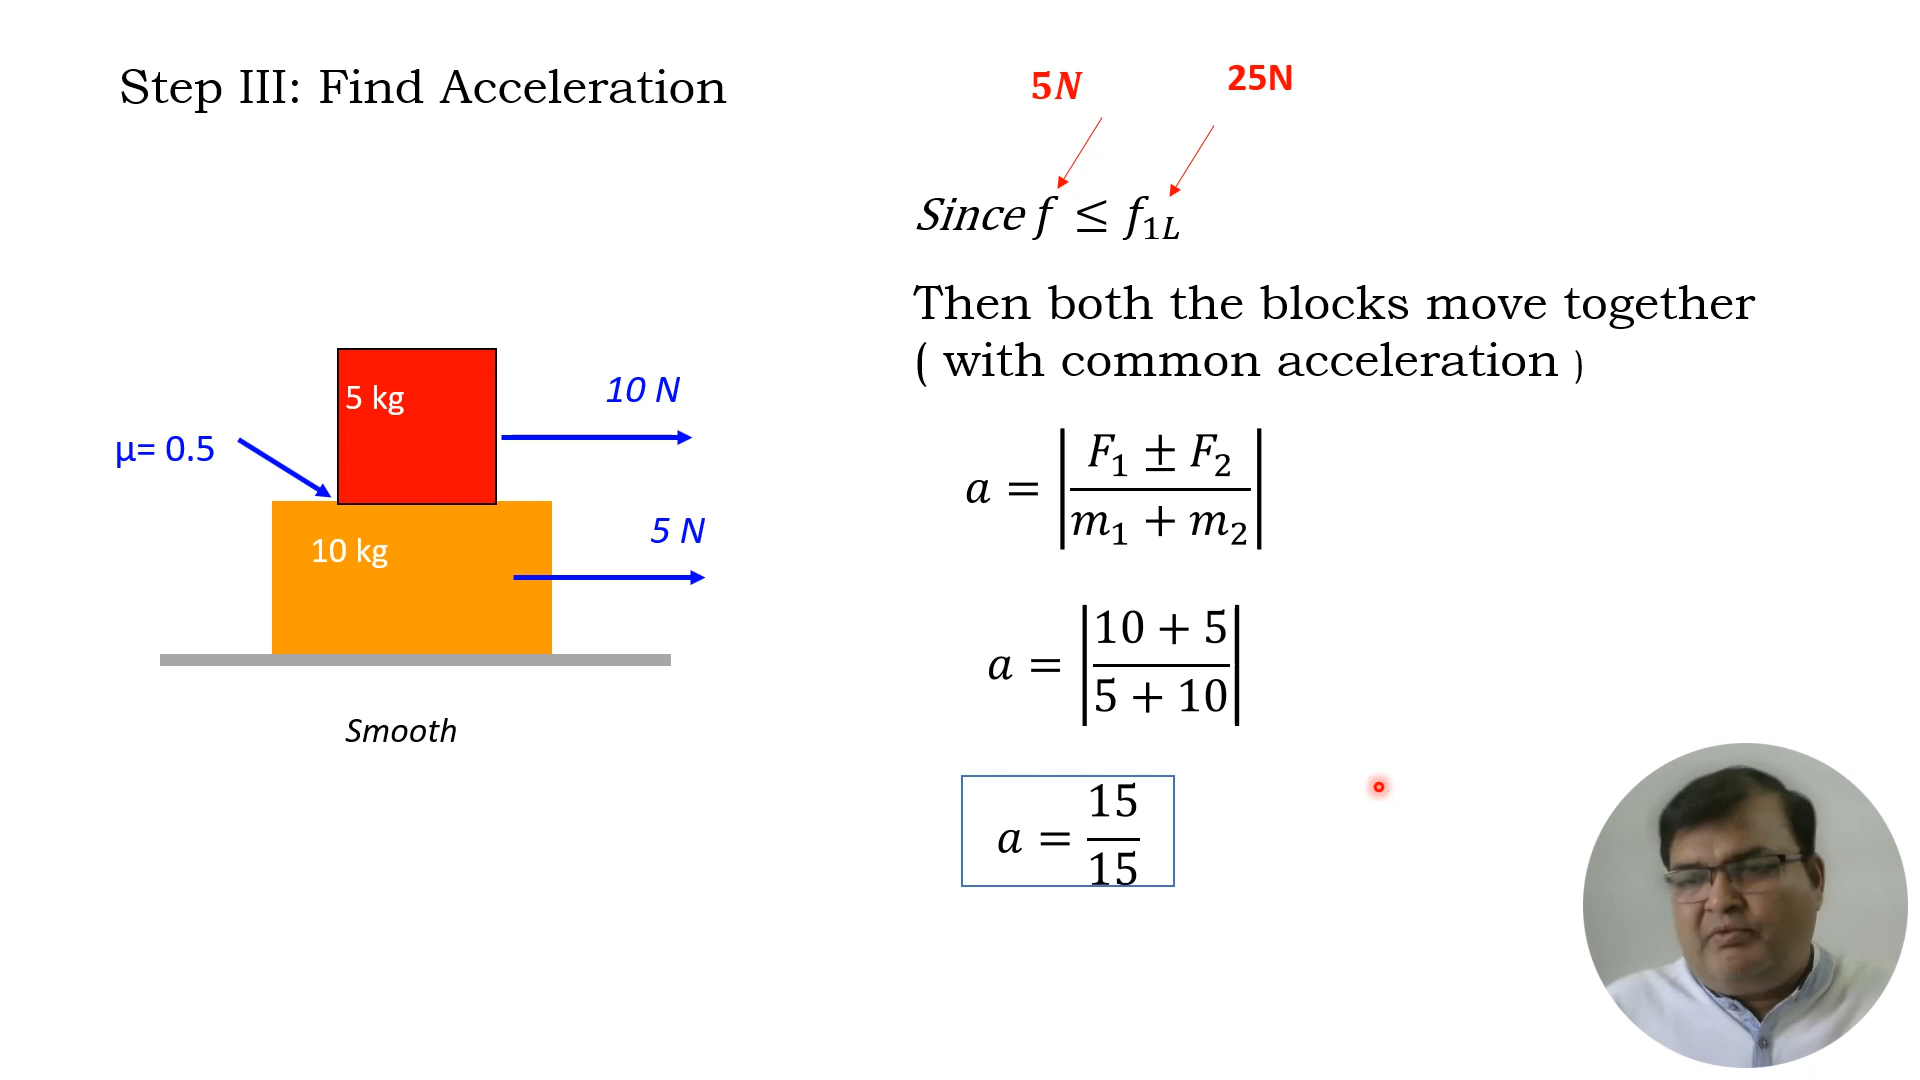 Step III: Find Acceleration
5N
25N
Since f ≤ f₁L
Then both the blocks move together
( with common acceleration )
a = |(F₁ ± F₂)/(m₁ + m₂)|
a = |(10 + 5)/(5 + 10)|
a = 15/15
5 kg
10 N
μ= 0.5
5 N
10 kg
Smooth